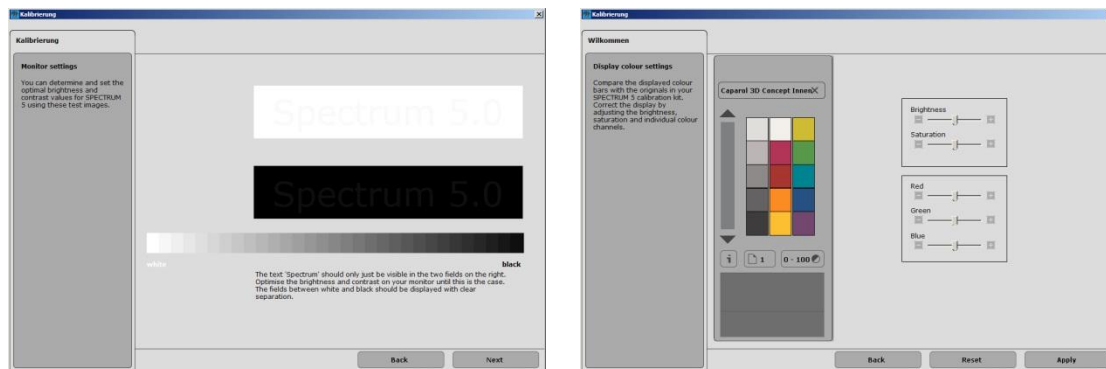 Kalibrierung
Kalibrierung
Monitor settings
You can determine and set the
optimal brightness and
contrast values for SPECTRUM
5 using these test images.
Spectrum 5.0
Spectrum 5.0
white
black
The text 'Spectrum' should only just be visible in the two fields on the right.
Optimise the brightness and contrast on your monitor until this is the case.
The fields between white and black should be displayed with clear
separation.
Back
Next
Kalibrierung
Wilkommen
Display colour settings
Compare the displayed colour
bars with the originals in your
SPECTRUM 5 calibration kit.
Correct the display by
adjusting the brightness,
saturation and individual colour
channels.
Caparol 3D Concept Innen
i
1
0 - 100
Brightness
Saturation
Red
Green
Blue
Back
Reset
Apply